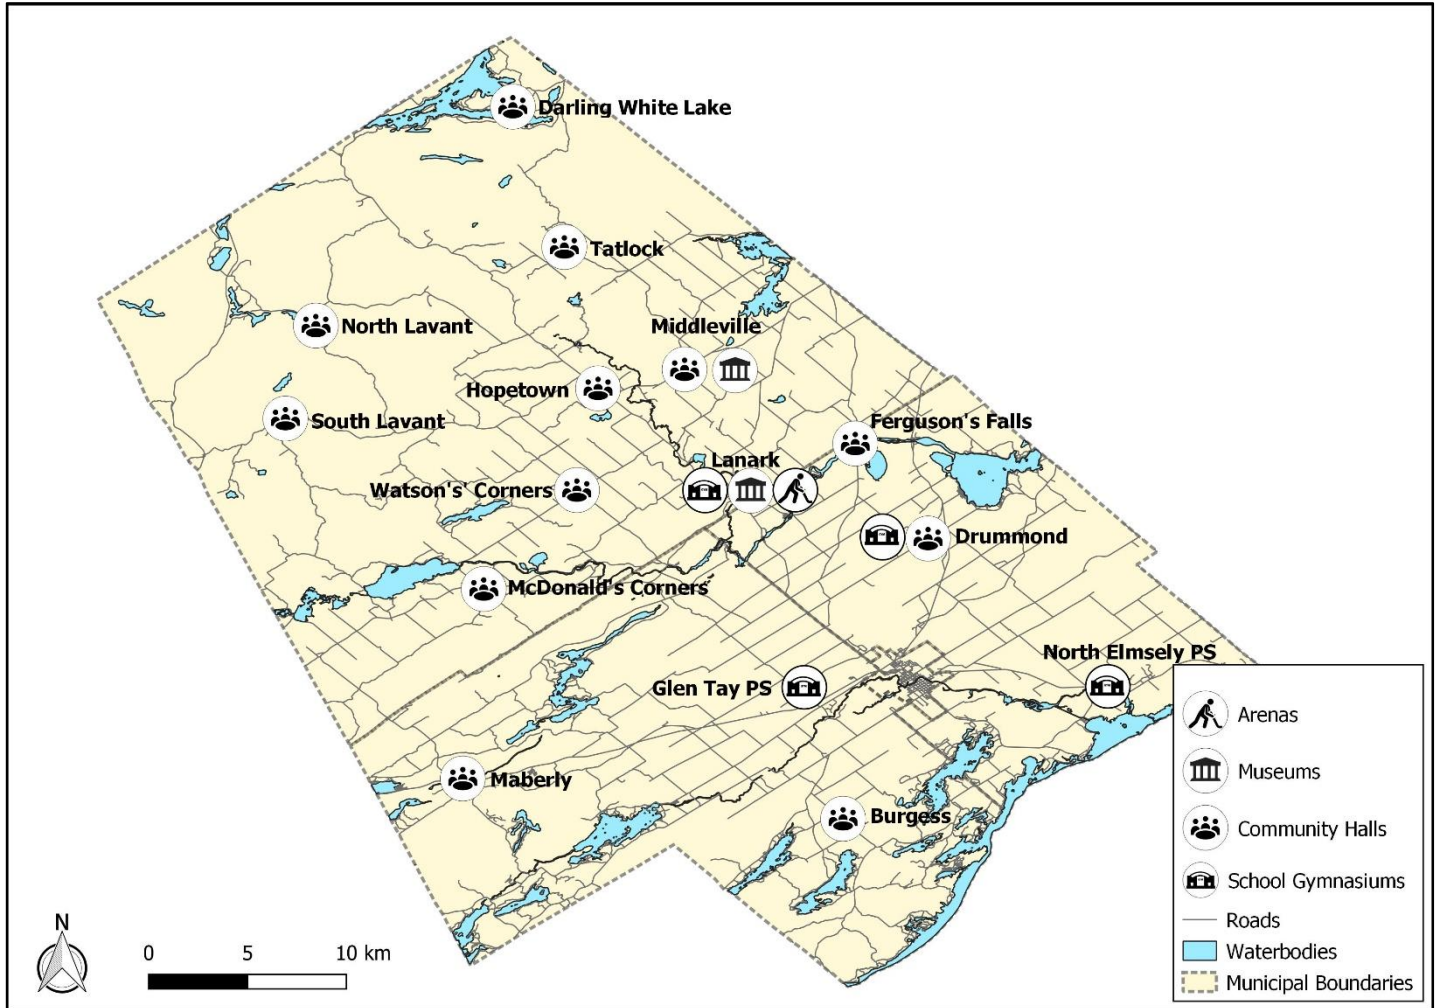 Darling White Lake
Tatlock
North Lavant
Middleville
Hopetown
South Lavant
Ferguson's Falls
Lanark
Watson's' Corners
Drummond
McDonald's Corners
North Elmsely PS
Glen Tay PS
Maberly
Burgess
Arenas
Museums
Community Halls
School Gymnasiums
Roads
Waterbodies
Municipal Boundaries
N
0 5 10 km